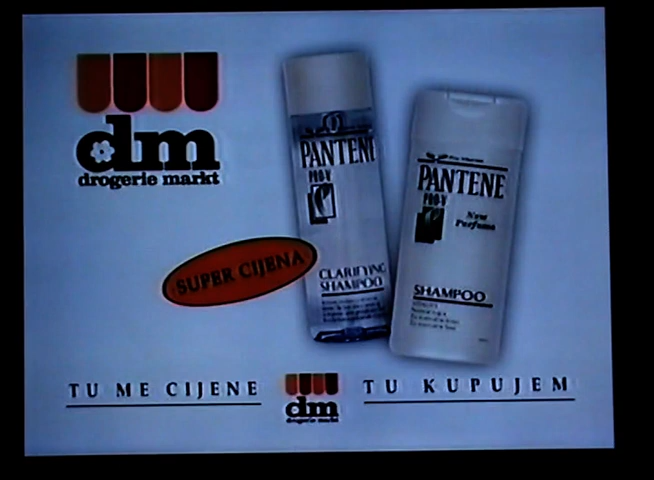 dm
drogerie markt
PANTENE
PRO-V
CLARIFYING
SHAMPOO
PANTENE
PRO-V
New
Perfume
SHAMPOO
SUPER CIJENA
TU ME CIJENE
dm
drogerie markt
TU KUPUJEM